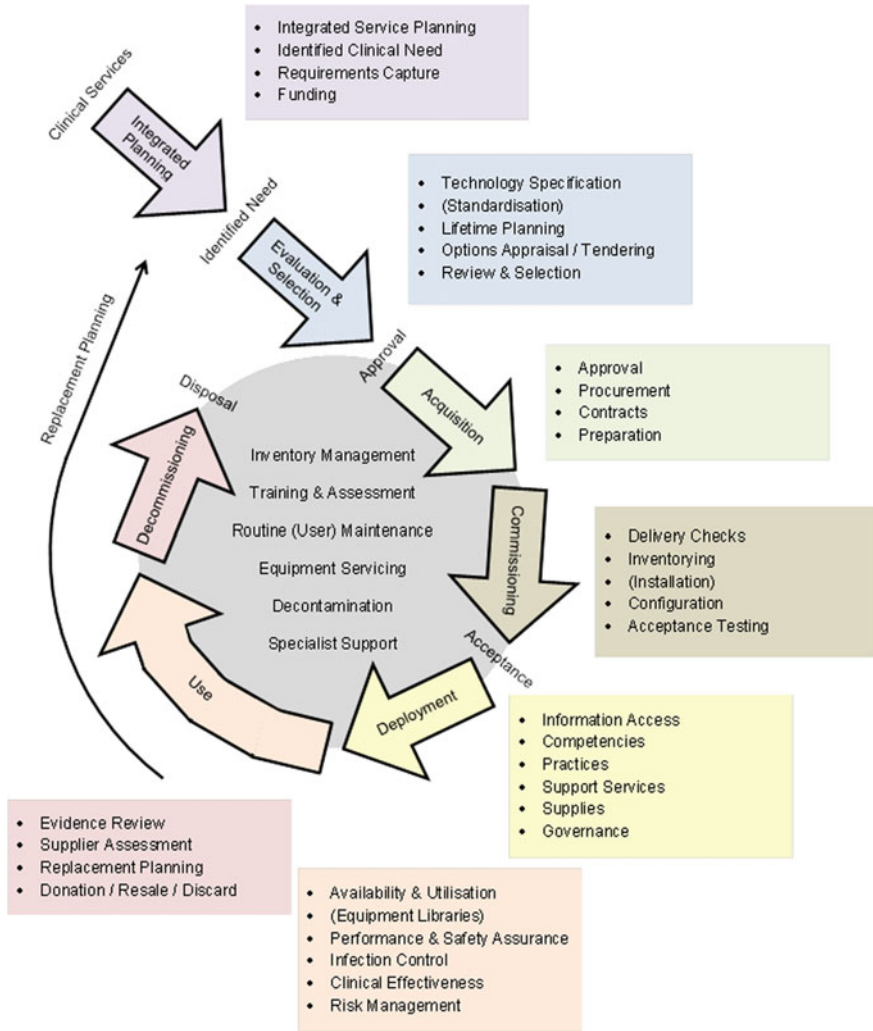 • Integrated Service Planning
• Identified Clinical Need
• Requirements Capture
• Funding
Clinical Services
Integrated
Planning
Identified Need
• Technology Specification
• (Standardisation)
• Lifetime Planning
• Options Appraisal / Tendering
• Review & Selection
Evaluation &
Selection
Approval
• Approval
• Procurement
• Contracts
• Preparation
Acquisition
Replacement Planning
Disposal
Decommissioning
Inventory Management
Training & Assessment
Routine (User) Maintenance
Equipment Servicing
Decontamination
Specialist Support
Commissioning
• Delivery Checks
• Inventorying
• (Installation)
• Configuration
• Acceptance Testing
Acceptance
Deployment
Use
• Information Access
• Competencies
• Practices
• Support Services
• Supplies
• Governance
• Evidence Review
• Supplier Assessment
• Replacement Planning
• Donation / Resale / Discard
• Availability & Utilisation
• (Equipment Libraries)
• Performance & Safety Assurance
• Infection Control
• Clinical Effectiveness
• Risk Management